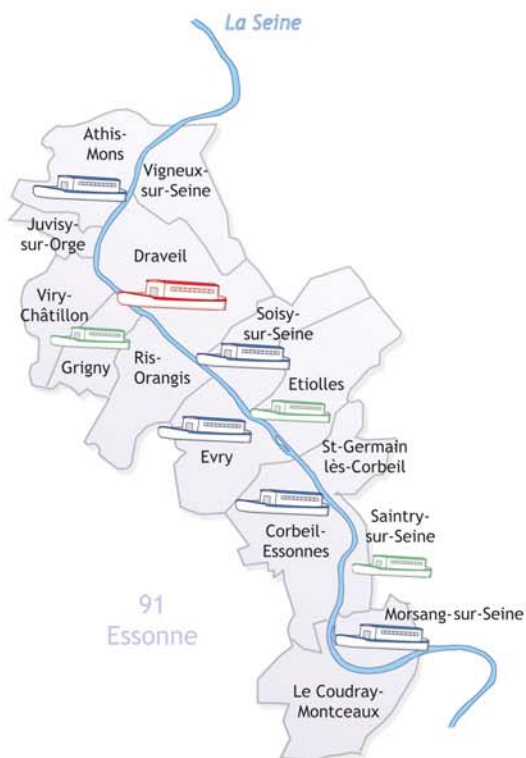 La Seine
Athis-
Mons
Vigneux-
sur-Seine
Juvisy-
sur-Orge
Draveil
Viry-
Châtillon
Soisy-
sur-Seine
Grigny
Ris-
Orangis
Etiolles
Evry
St-Germain
lès-Corbeil
Corbeil-
Essonnes
Saintry-
sur-Seine
91
Essonne
Morsang-sur-Seine
Le Coudray-
Montceaux